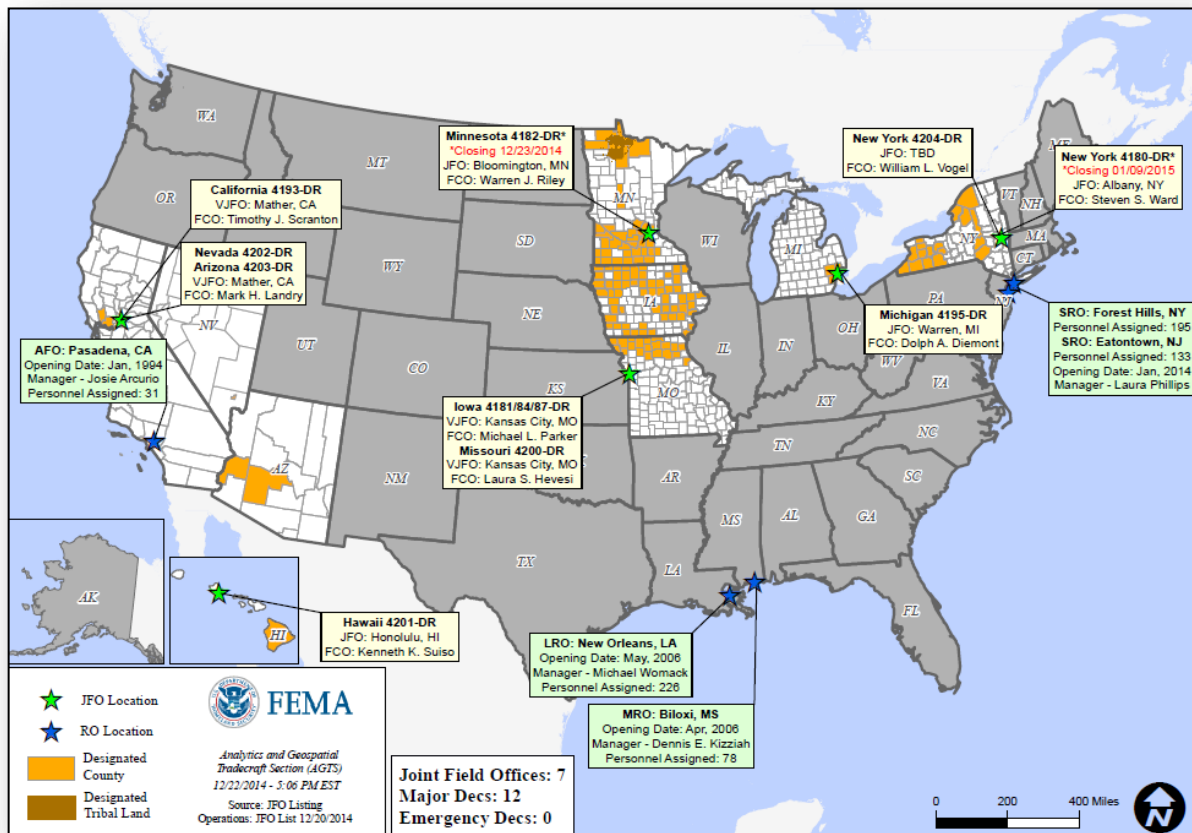 WA
OR
MT
ID
WY
SD
NE
UT
CO
KS
NM
TX
NV
AZ
MN
IA
MO
WI
MI
IL
IN
OH
KY
TN
AR
MS
AL
GA
LA
FL
SC
NC
VA
WV
PA
NJ
NY
CT
MA
VT
NH
ME
AK
HI
Minnesota 4182-DR*
*Closing 12/23/2014
JFO: Bloomington, MN
FCO: Warren J. Riley
New York 4204-DR
JFO: TBD
FCO: William L. Vogel
New York 4180-DR*
*Closing 01/09/2015
JFO: Albany, NY
FCO: Steven S. Ward
California 4193-DR
VJFO: Mather, CA
FCO: Timothy J. Scranton
Nevada 4202-DR
Arizona 4203-DR
VJFO: Mather, CA
FCO: Mark H. Landry
AFO: Pasadena, CA
Opening Date: Jan, 1994
Manager - Josie Arcurio
Personnel Assigned: 31
Michigan 4195-DR
JFO: Warren, MI
FCO: Dolph A. Diemont
SRO: Forest Hills, NY
Personnel Assigned: 195
SRO: Eatontown, NJ
Personnel Assigned: 133
Opening Date: Jan, 2014
Manager - Laura Phillips
Iowa 4181/84/87-DR
VJFO: Kansas City, MO
FCO: Michael L. Parker
Missouri 4200-DR
VJFO: Kansas City, MO
FCO: Laura S. Hevesi
Hawaii 4201-DR
JFO: Honolulu, HI
FCO: Kenneth K. Suiso
LRO: New Orleans, LA
Opening Date: May, 2006
Manager - Michael Womack
Personnel Assigned: 226
MRO: Biloxi, MS
Opening Date: Apr, 2006
Manager - Dennis E. Kizziah
Personnel Assigned: 78
JFO Location
RO Location
Designated
County
Designated
Tribal Land
FEMA
Analytics and Geospatial
Tradecraft Section (AGTS)
12/22/2014 - 5:06 PM EST
Source: JFO Listing
Operations: JFO List 12/20/2014
Joint Field Offices: 7
Major Decs: 12
Emergency Decs: 0
0 200 400 Miles
N